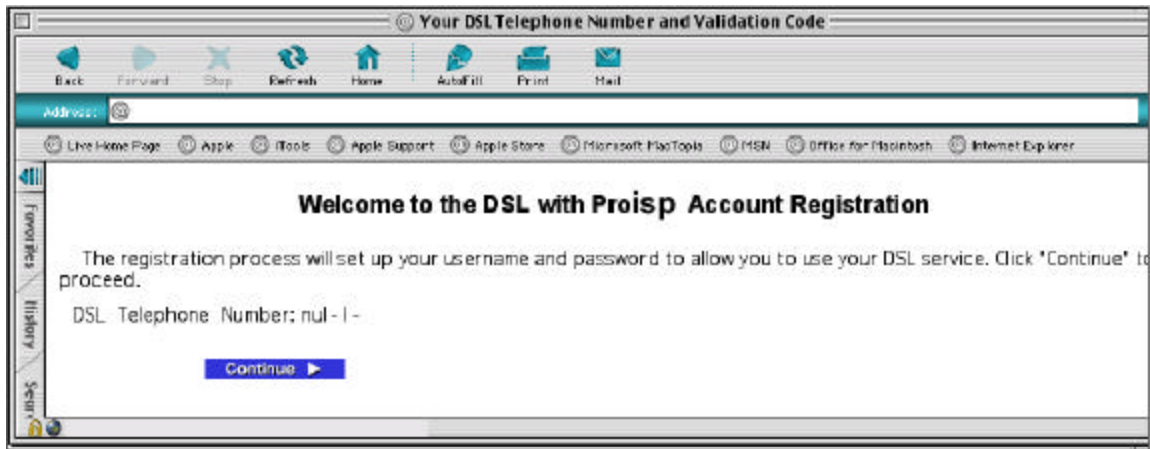 Your DSL Telephone Number and Validation Code
Back Forward Stop Refresh Home AutoFill Print Mail
Address:
Live Home Page Apple iTools Apple Support Apple Store Microsoft MacTopia MSN Office for Macintosh Internet Explorer
Favorites
History
Welcome to the DSL with Proisp Account Registration
The registration process will set up your username and password to allow you to use your DSL service. Click "Continue" to
proceed.
DSL Telephone Number: nul-l-
Continue